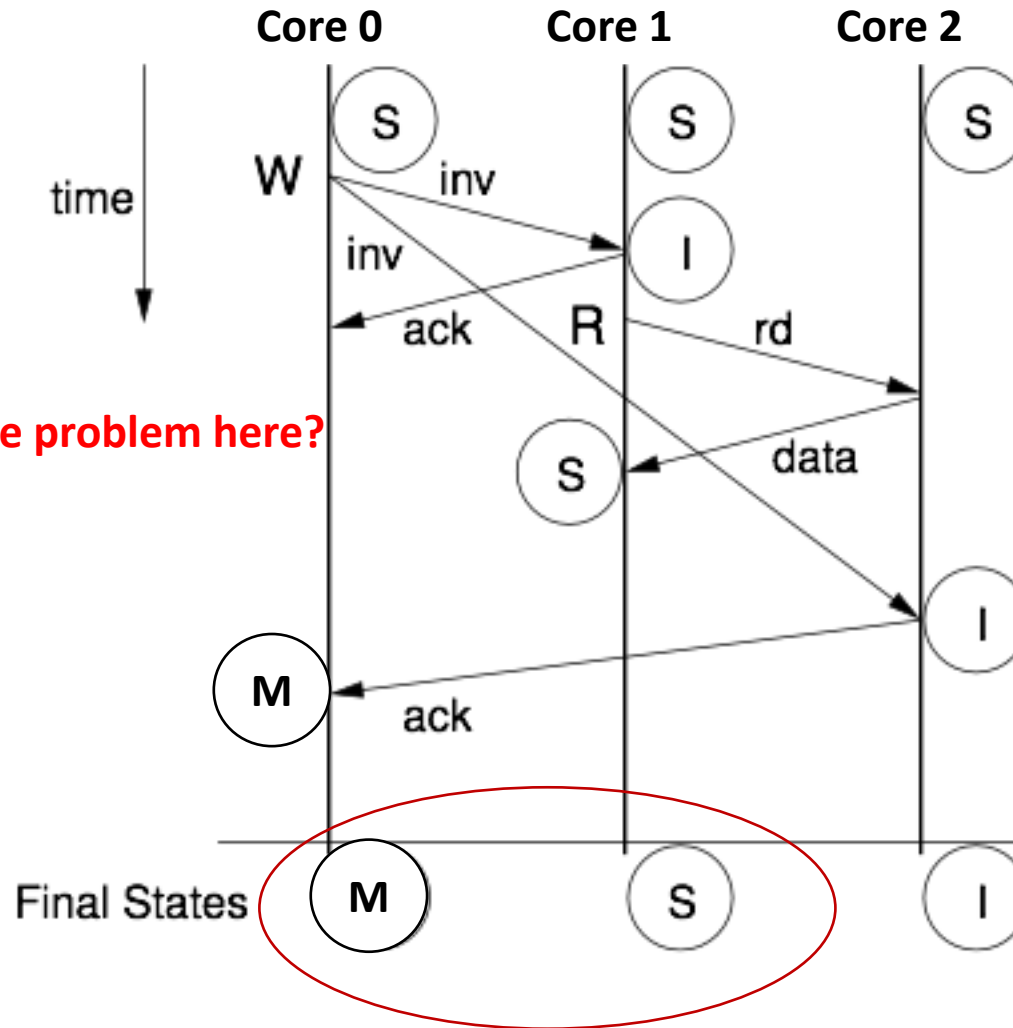 Core 0 Core 1 Core 2
S S S
W inv
time
inv I
ack R rd
e problem here?
S data
I
M
ack
Final States M S I